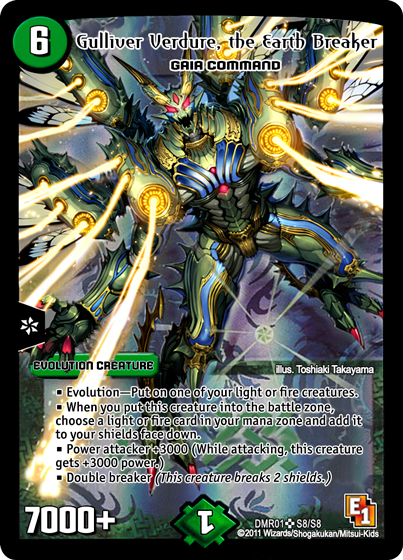 6
Gulliver Verdure, the Earth Breaker
GAIA COMMAND
illus. Toshiaki Takayama
EVOLUTION CREATURE
▪ Evolution—Put on one of your light or fire creatures.
▪ When you put this creature into the battle zone,
choose a light or fire card in your mana zone and add it
to your shields face down.
▪ Power attacker +3000 (While attacking, this creature
gets +3000 power.)
▪ Double breaker (This creature breaks 2 shields.)
7000+
1
DMR01 S8/S8
©2011 Wizards/Shogakukan/Mitsui-Kids
E1